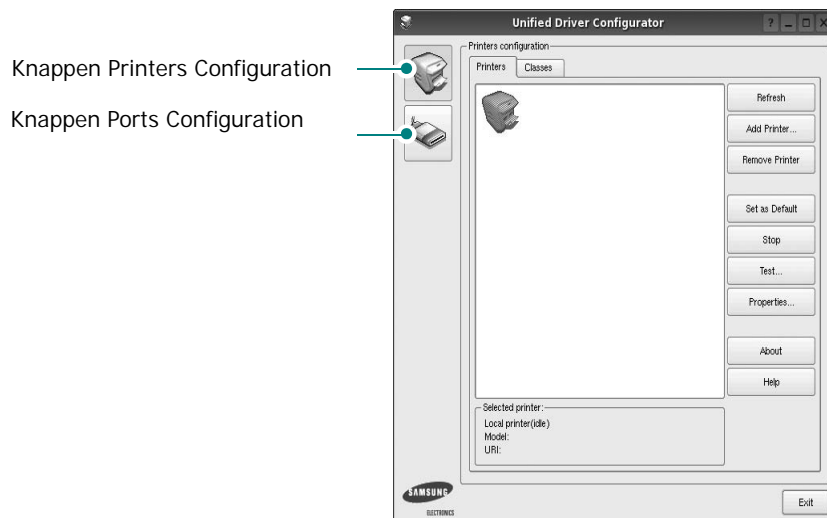 Unified Driver Configurator
Knappen Printers Configuration
Knappen Ports Configuration
Printers configuration
Printers
Classes
Refresh
Add Printer...
Remove Printer
Set as Default
Stop
Test...
Properties...
About
Help
Selected printer:
Local printer(idle)
Model:
URI:
SAMSUNG
ELECTRONICS
Exit